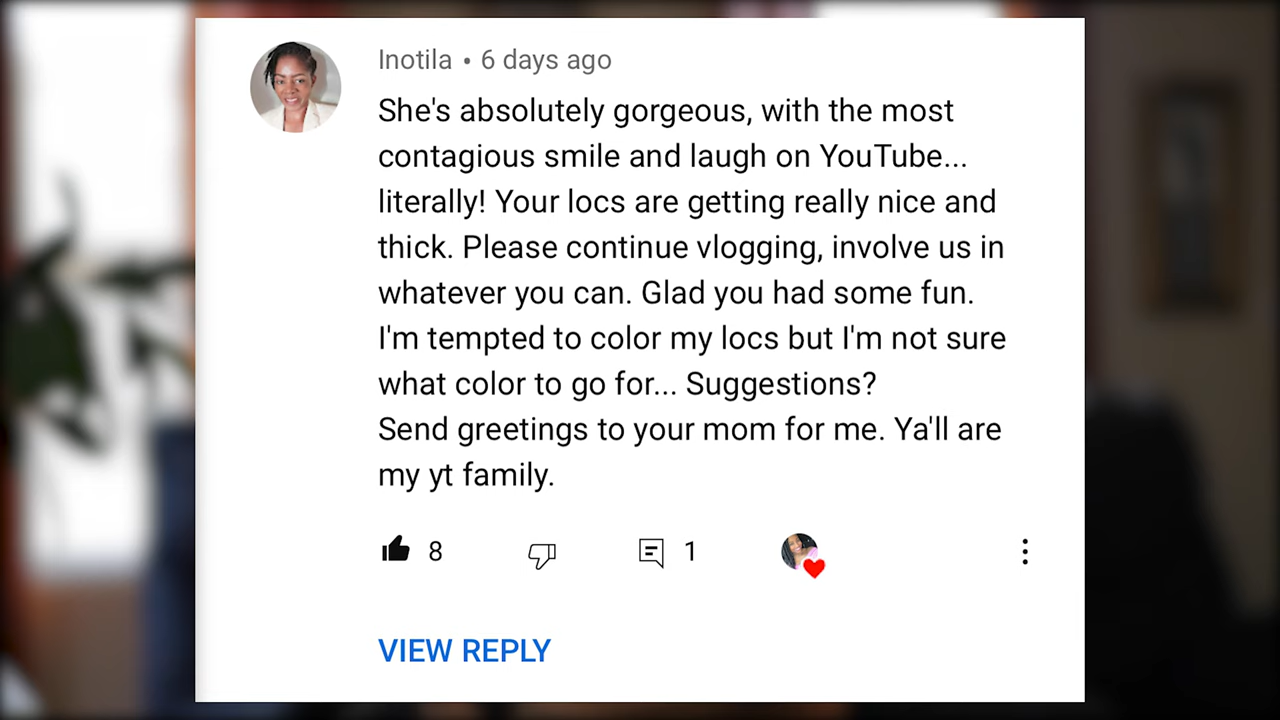 Inotila • 6 days ago
She's absolutely gorgeous, with the most
contagious smile and laugh on YouTube...
literally! Your locs are getting really nice and
thick. Please continue vlogging, involve us in
whatever you can. Glad you had some fun.
I'm tempted to color my locs but I'm not sure
what color to go for... Suggestions?
Send greetings to your mom for me. Ya'll are
my yt family.
8 1
VIEW REPLY